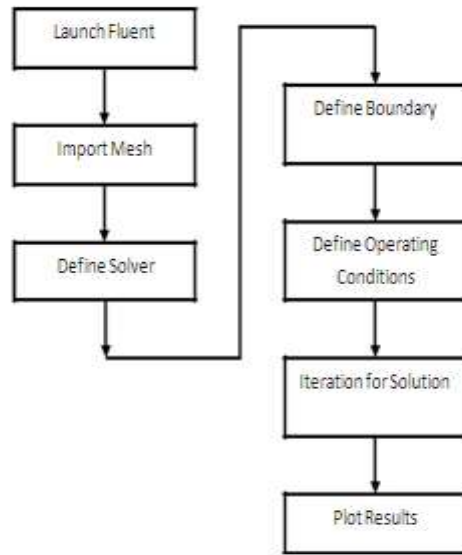 Launch Fluent
Import Mesh
Define Solver
Define Boundary
Define Operating
Conditions
Iteration for Solution
Plot Results